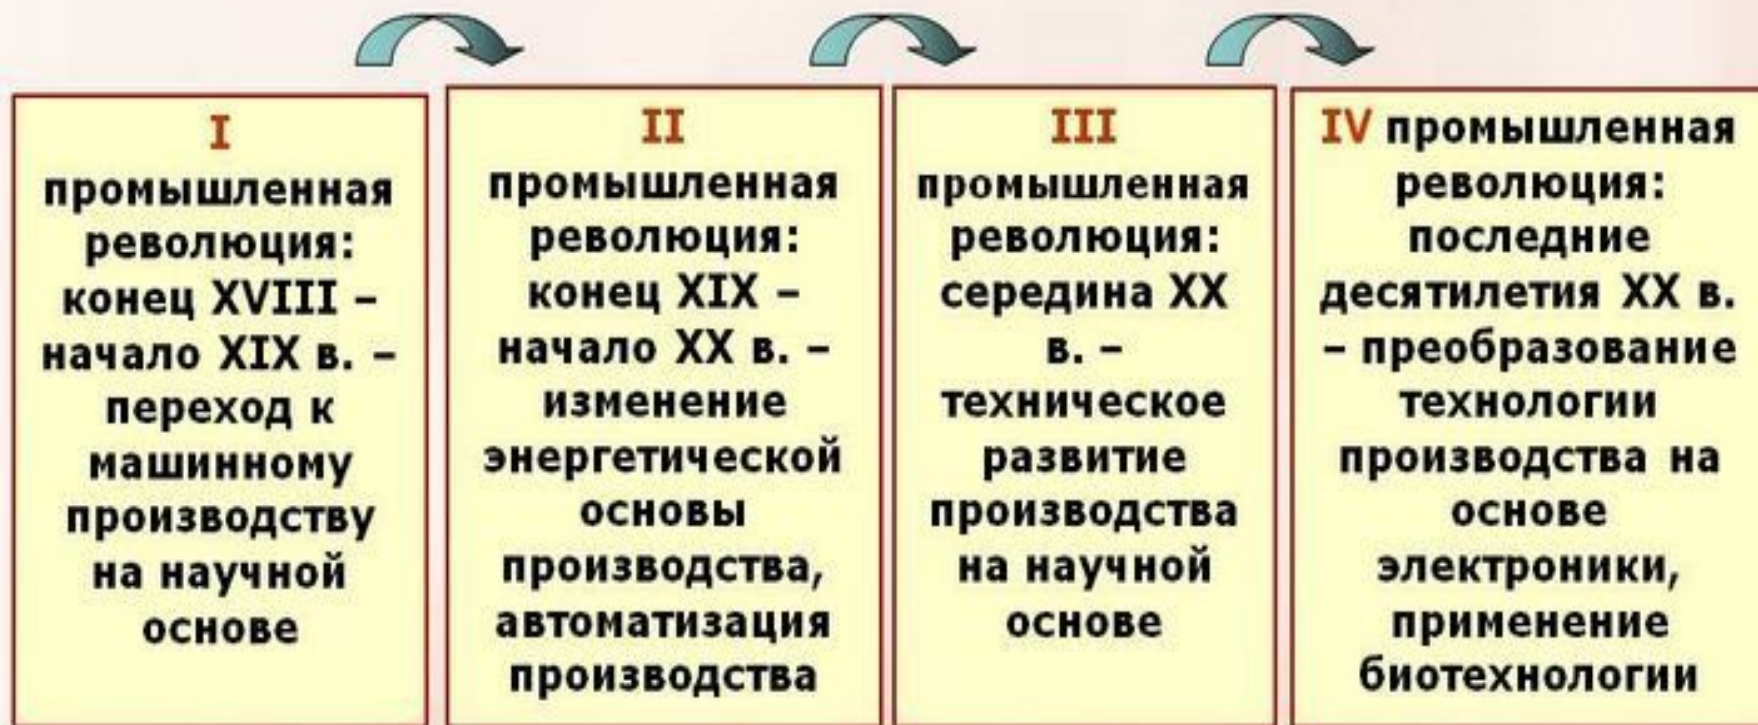 I
промышленная
революция:
конец XVIII –
начало XIX в. –
переход к
машинному
производству
на научной
основе
II
промышленная
революция:
конец XIX –
начало XX в. –
изменение
энергетической
основы
производства,
автоматизация
производства
III
промышленная
революция:
середина XX
в. –
техническое
развитие
производства
на научной
основе
IV промышленная
революция:
последние
десятилетия XX в.
– преобразование
технологии
производства на
основе
электроники,
применение
биотехнологии